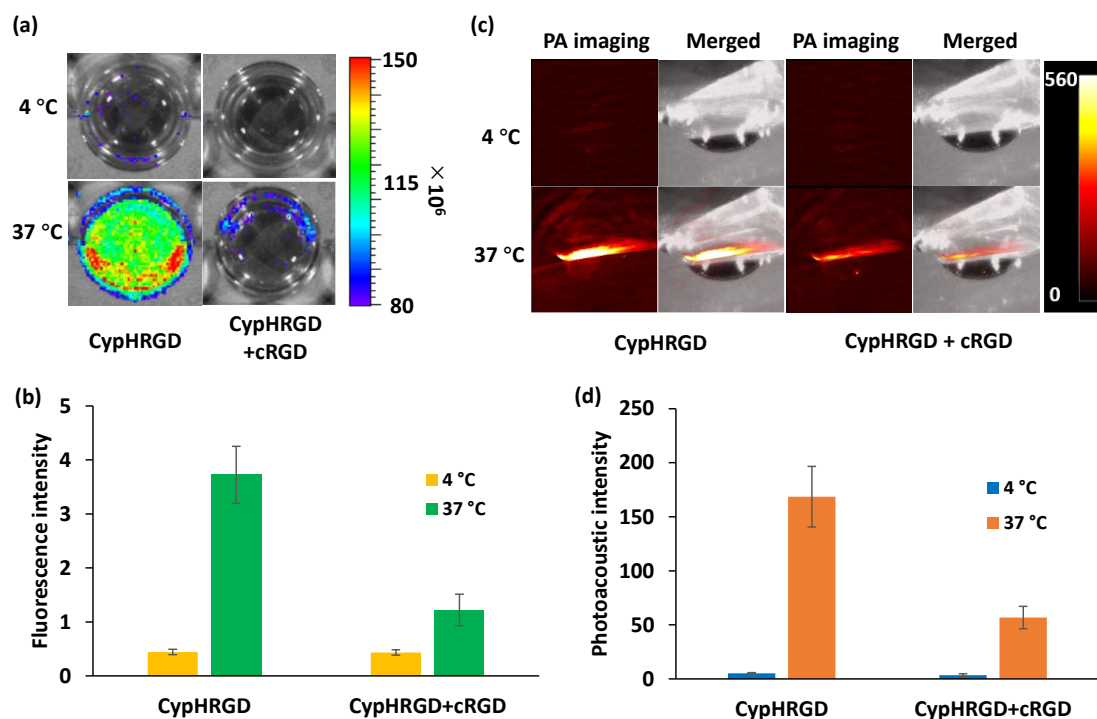 (a)
4 °C
37 °C
CypHRGD
CypHRGD
+cRGD
150
115
80
× 10⁶
(c)
PA imaging Merged PA imaging Merged
4 °C
37 °C
CypHRGD CypHRGD + cRGD
560
0
(b)
Fluorescence intensity
5
4
3
2
1
0
4 °C
37 °C
CypHRGD CypHRGD+cRGD
(d)
Photoacoustic intensity
250
200
150
100
50
0
4 °C
37 °C
CypHRGD CypHRGD+cRGD